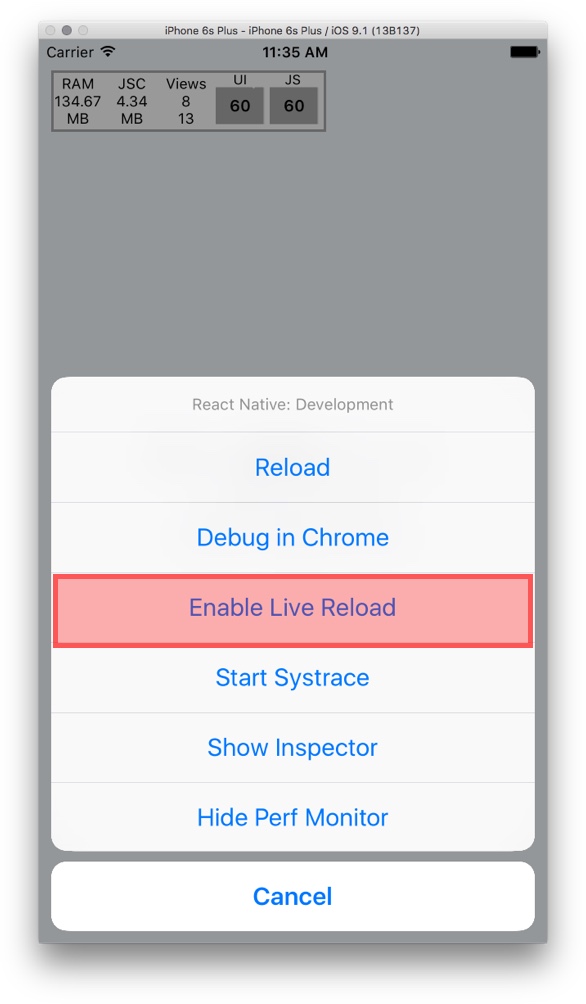 iPhone 6s Plus - iPhone 6s Plus / iOS 9.1 (13B137)
Carrier 11:35 AM
RAM JSC Views UI JS
134.67 4.34 8 60 60
MB MB 13
React Native: Development
Reload
Debug in Chrome
Enable Live Reload
Start Systrace
Show Inspector
Hide Perf Monitor
Cancel